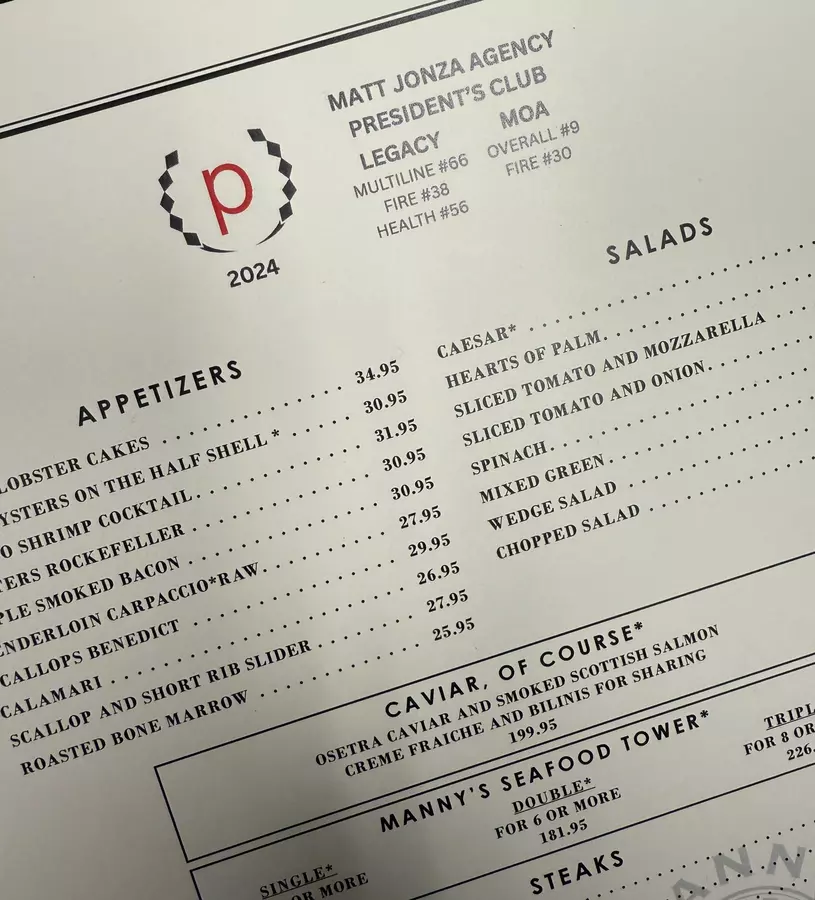 MATT JONZA AGENCY
PRESIDENT'S CLUB
LEGACY
MULTILINE #66
FIRE #38
HEALTH #56
MOA
OVERALL #9
FIRE #30
p
2024
APPETIZERS
LOBSTER CAKES . . . . . . . . . . . . . 34.95
YSTERS ON THE HALF SHELL * . . . . . 30.95
O SHRIMP COCKTAIL . . . . . . . . . . 31.95
TERS ROCKEFELLER . . . . . . . . . . . 30.95
PLE SMOKED BACON . . . . . . . . . . . 30.95
ENDERLOIN CARPACCIO*RAW . . . . . . . 27.95
CALLOPS BENEDICT . . . . . . . . . . . 29.95
CALAMARI . . . . . . . . . . . . . . . 26.95
SCALLOP AND SHORT RIB SLIDER . . . . . 27.95
ROASTED BONE MARROW . . . . . . . . . 25.95
SALADS
CAESAR* . . . . . . . . . . . . . . .
HEARTS OF PALM. . . . . . . . . . . .
SLICED TOMATO AND MOZZARELLA . . .
SLICED TOMATO AND ONION. . . . . .
SPINACH. . . . . . . . . . . . . . .
MIXED GREEN. . . . . . . . . . . . .
WEDGE SALAD . . . . . . . . . . . .
CHOPPED SALAD . . . . . . . . . . .
CAVIAR, OF COURSE*
OSETRA CAVIAR AND SMOKED SCOTTISH SALMON
CREME FRAICHE AND BILINIS FOR SHARING
199.95
MANNY'S SEAFOOD TOWER*
SINGLE*
OR MORE
DOUBLE*
FOR 6 OR MORE
181.95
TRIPL
FOR 8 OR
226.
STEAKS
ANN